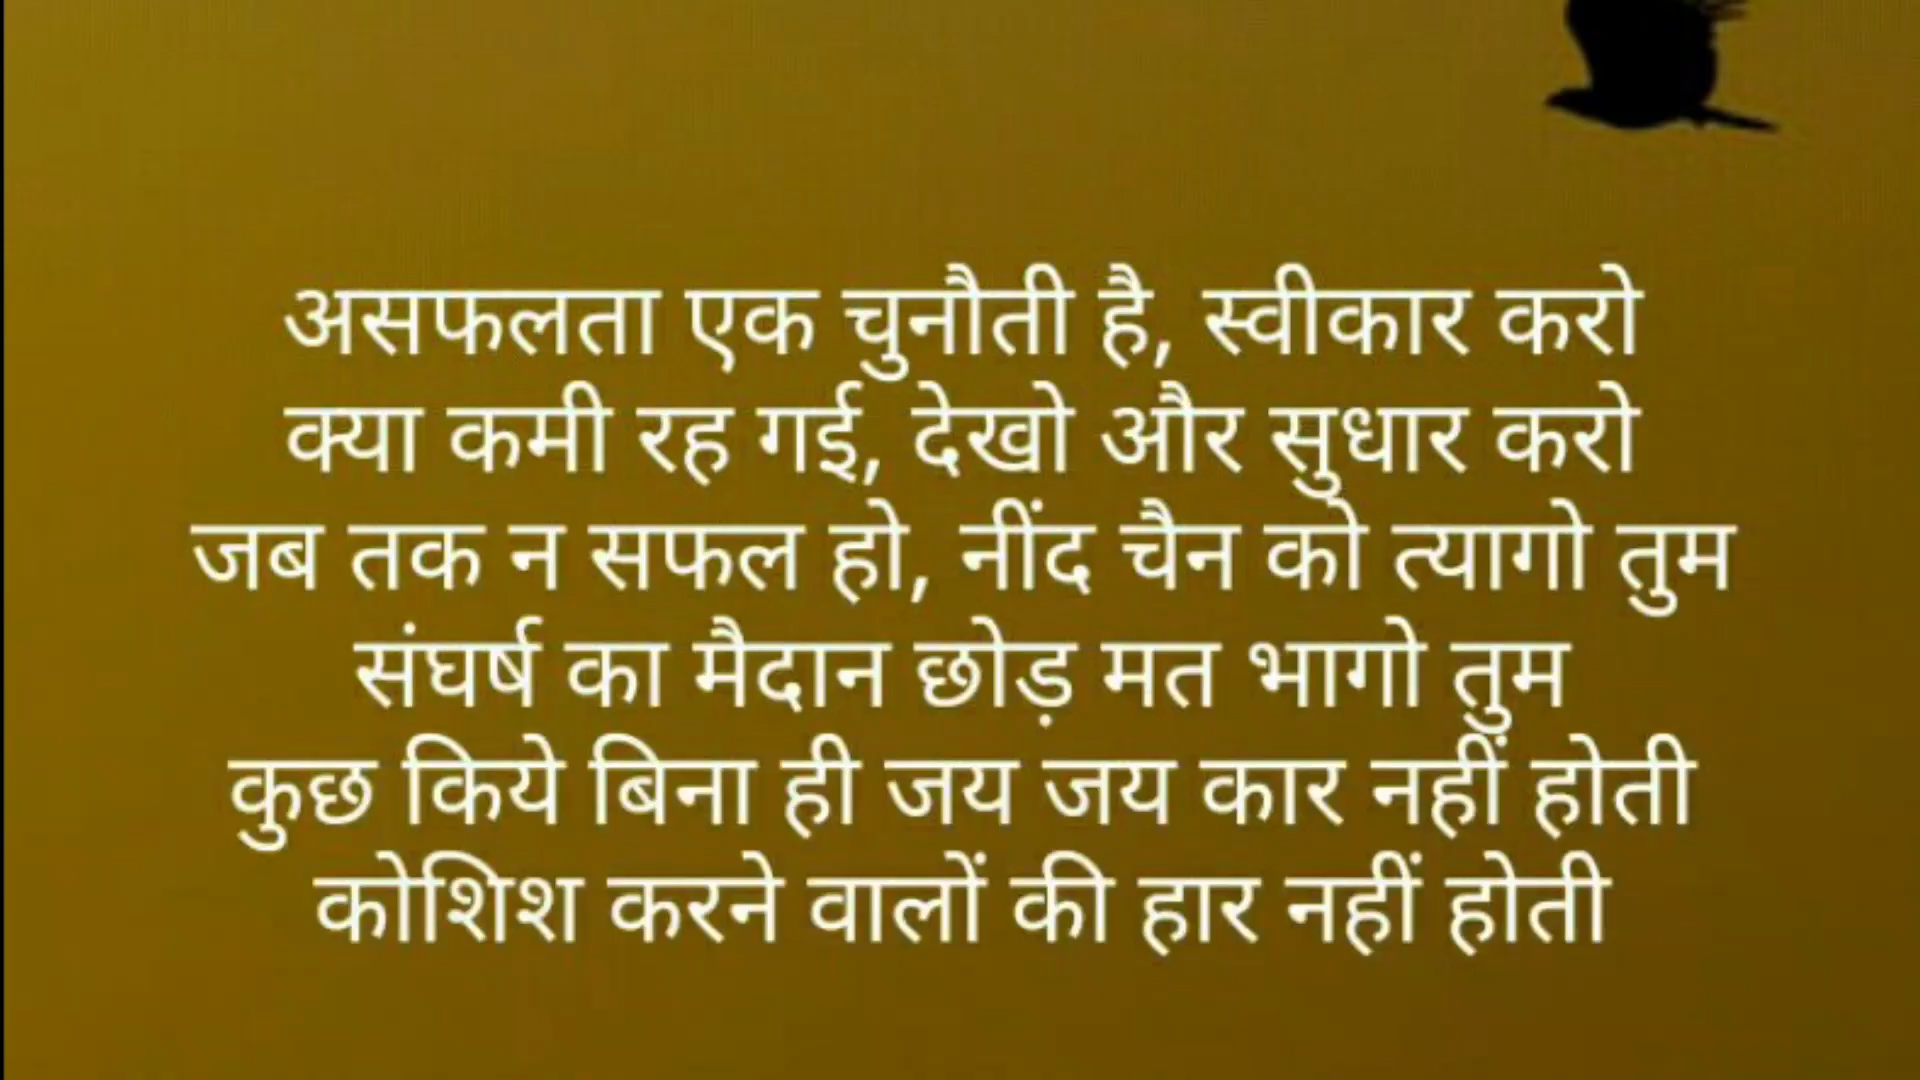 असफलता एक चुनौती है, स्वीकार करो
क्या कमी रह गई, देखो और सुधार करो
जब तक न सफल हो, नींद चैन को त्यागो तुम
संघर्ष का मैदान छोड़ मत भागो तुम
कुछ किये बिना ही जय जय कार नहीं होती
कोशिश करने वालों की हार नहीं होती